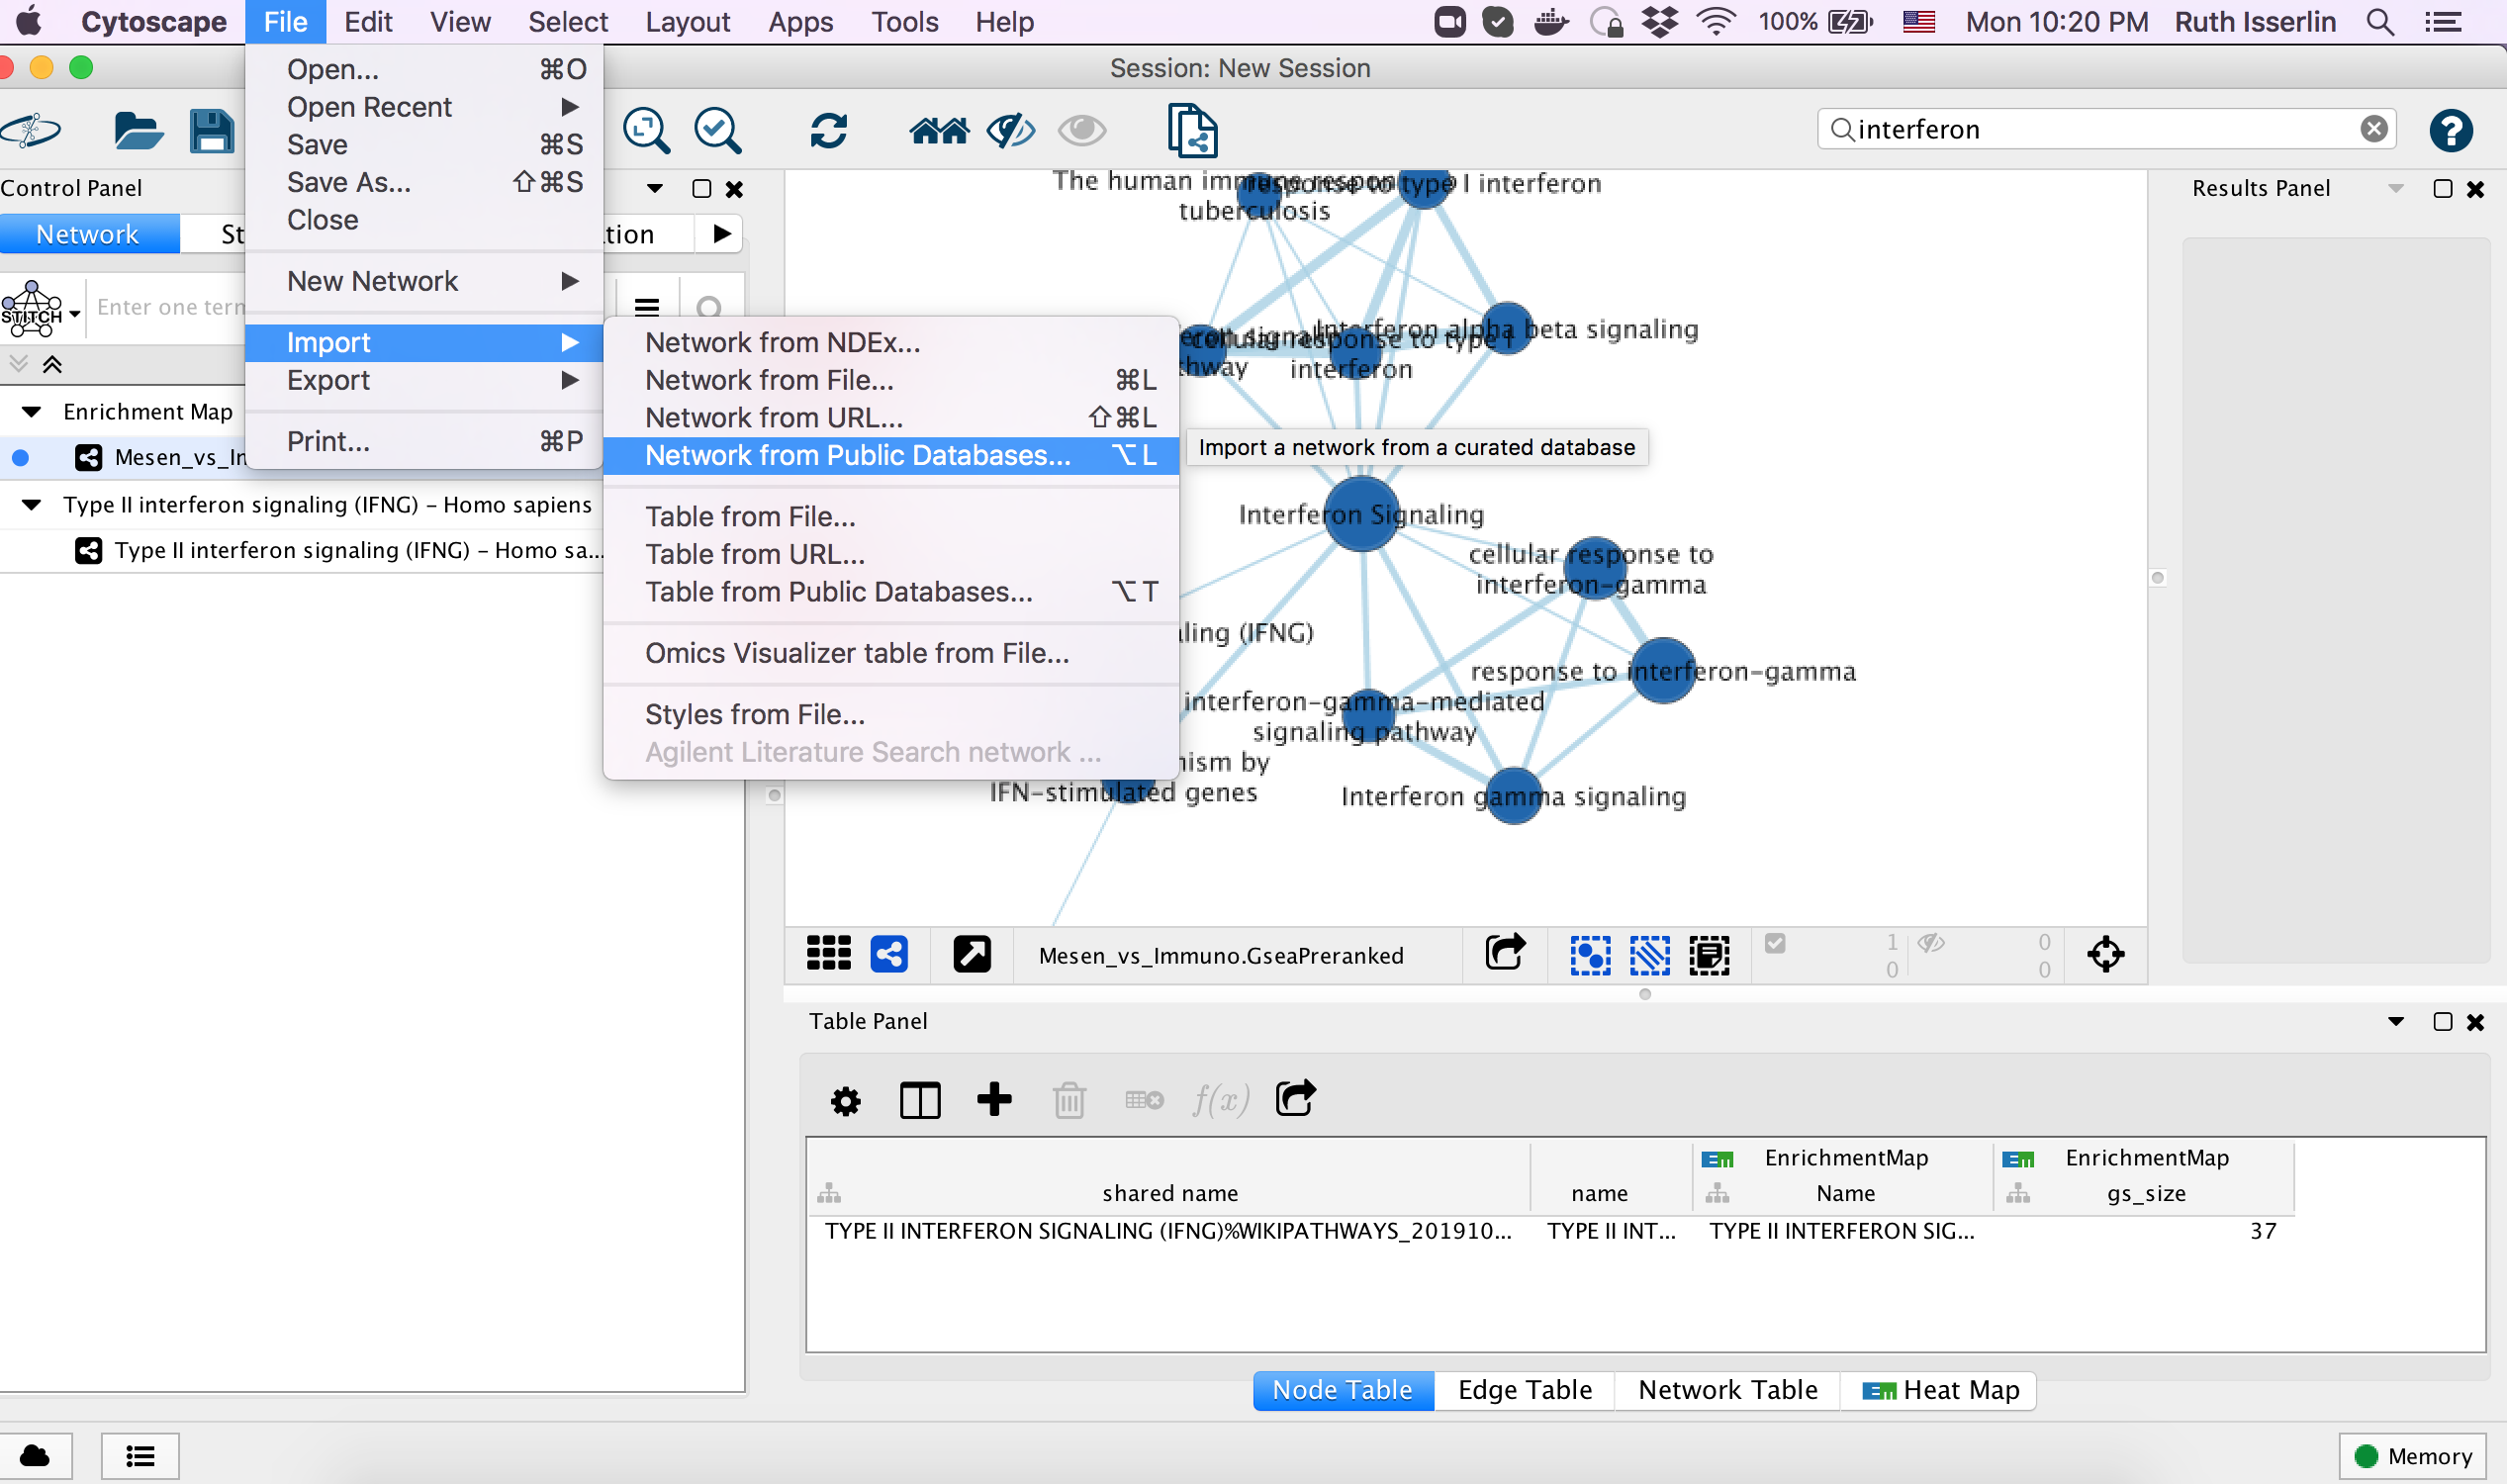 Cytoscape File Edit View Select Layout Apps Tools Help 100% Mon 10:20 PM Ruth Isserlin
Session: New Session
Open... ⌘O
Open Recent
Save ⌘S
Save As... ⇧⌘S
Close
New Network
Import
Export
Print... ⌘P
interferon
Control Panel
Network St tion
STITCH Enter one term
Enrichment Map
Mesen_vs_In
Type II interferon signaling (IFNG) – Homo sapiens
Type II interferon signaling (IFNG) – Homo sa...
Network from NDEx...
Network from File... ⌘L
Network from URL... ⇧⌘L
Network from Public Databases... ⌥L
Table from File...
Table from URL...
Table from Public Databases... ⌥T
Omics Visualizer table from File...
Styles from File...
Agilent Literature Search network ...
Import a network from a curated database
The human immune respon
tuberculosis
response to type I interferon
Interferon alpha beta signaling
cellular response to type I
interferon
hway
Interferon Signaling
cellular response to
interferon-gamma
ling (IFNG)
response to interferon-gamma
interferon-gamma-mediated
signaling pathway
nism by
IFN-stimulated genes
Interferon gamma signaling
Results Panel
Mesen_vs_Immuno.GseaPreranked
1 0
0 0
Table Panel
f(x)
EnrichmentMap EnrichmentMap
shared name name Name gs_size
TYPE II INTERFERON SIGNALING (IFNG)%WIKIPATHWAYS_201910... TYPE II INT... TYPE II INTERFERON SIG... 37
Node Table Edge Table Network Table Heat Map
Memory